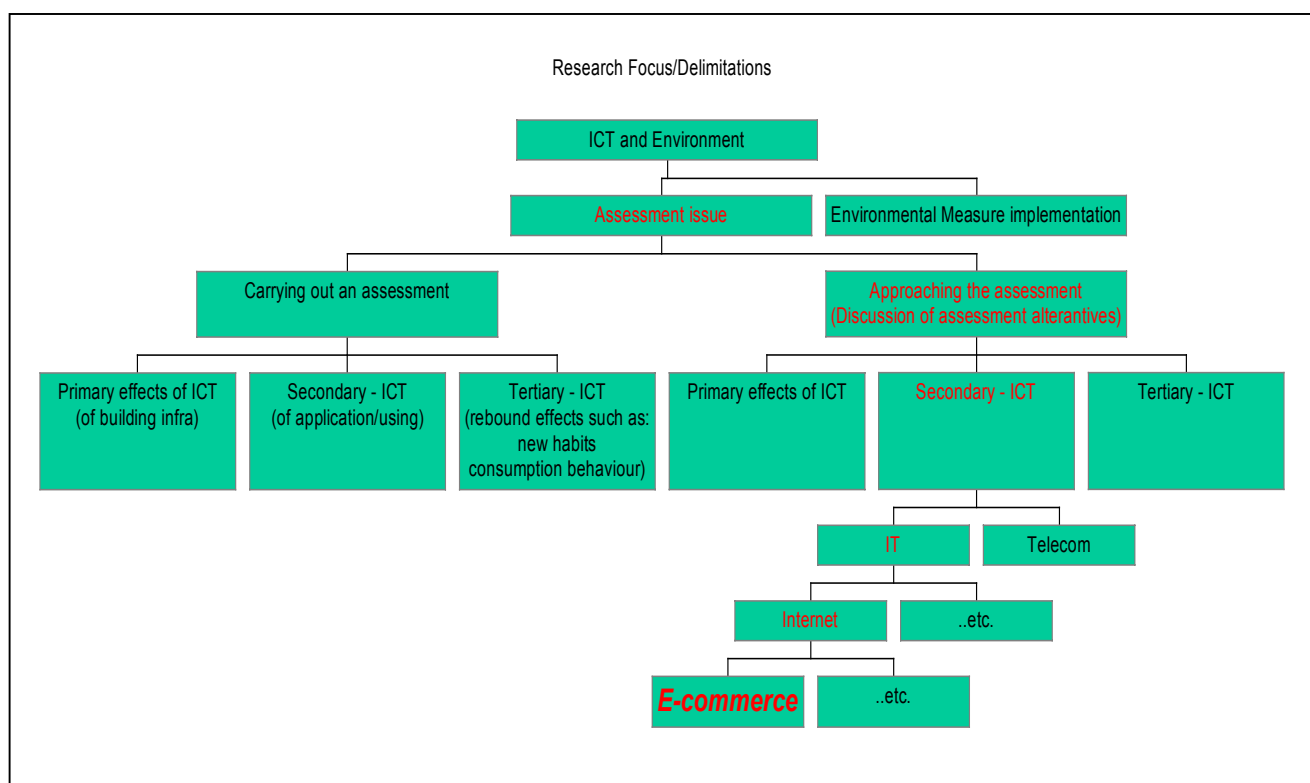 Research Focus/Delimitations
ICT and Environment
Assessment issue
Environmental Measure implementation
Carrying out an assessment
Approaching the assessment
(Discussion of assessment alterantives)
Primary effects of ICT
(of building infra)
Secondary - ICT
(of application/using)
Tertiary - ICT
(rebound effects such as:
new habits
consumption behaviour)
Primary effects of ICT
Secondary - ICT
Tertiary - ICT
IT
Telecom
Internet
..etc.
E-commerce
..etc.